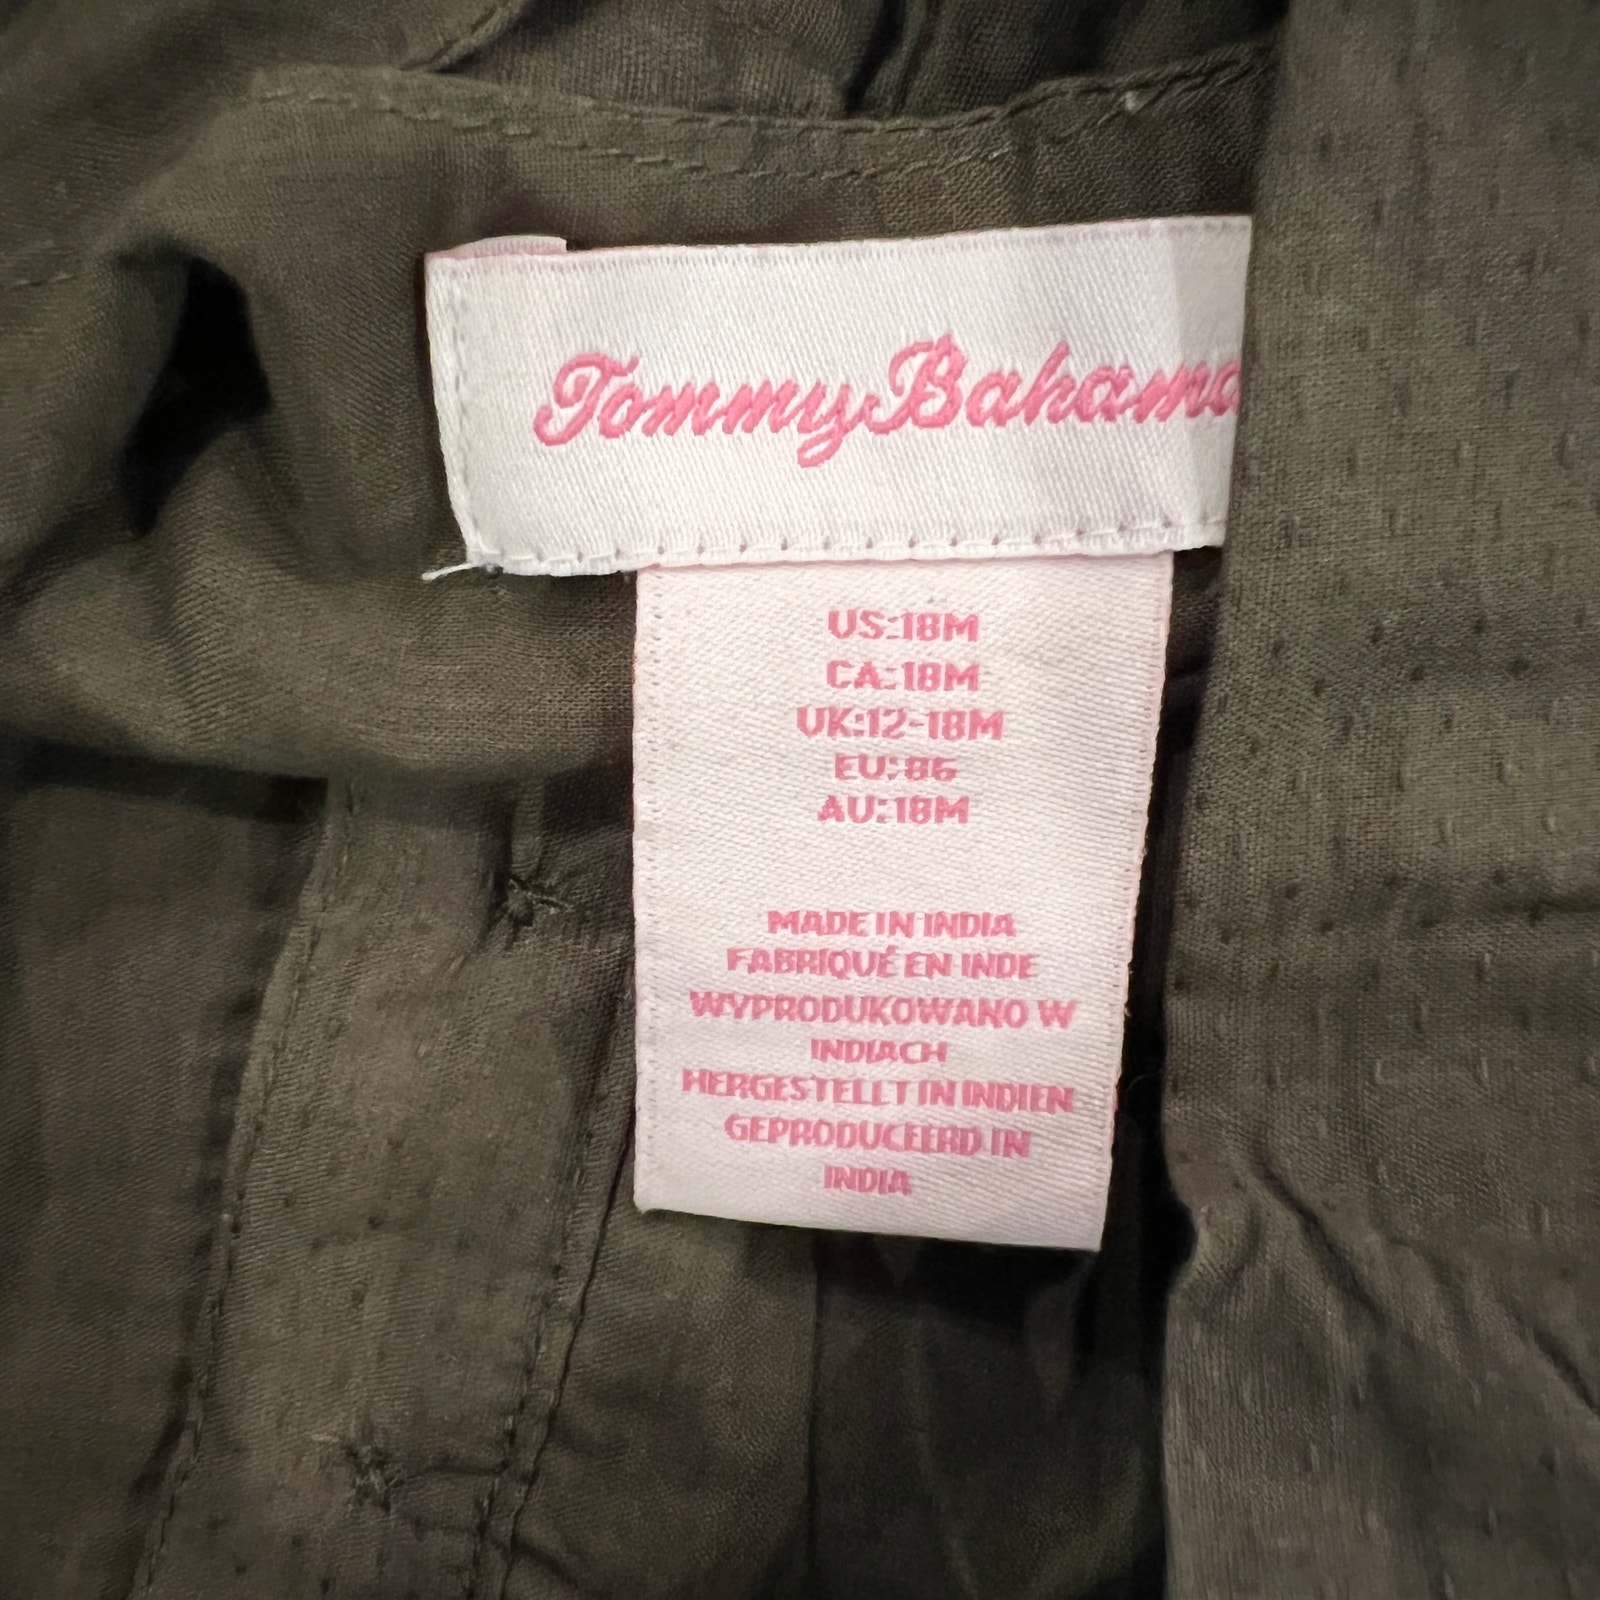 Tommy Bahama
US:18M
CA:18M
UK:12-18M
EU:86
AU:18M
MADE IN INDIA
FABRIQUÉ EN INDE
WYPRODUKOWANO W
INDIACH
HERGESTELLT IN INDIEN
GEPRODUCEERD IN
INDIA